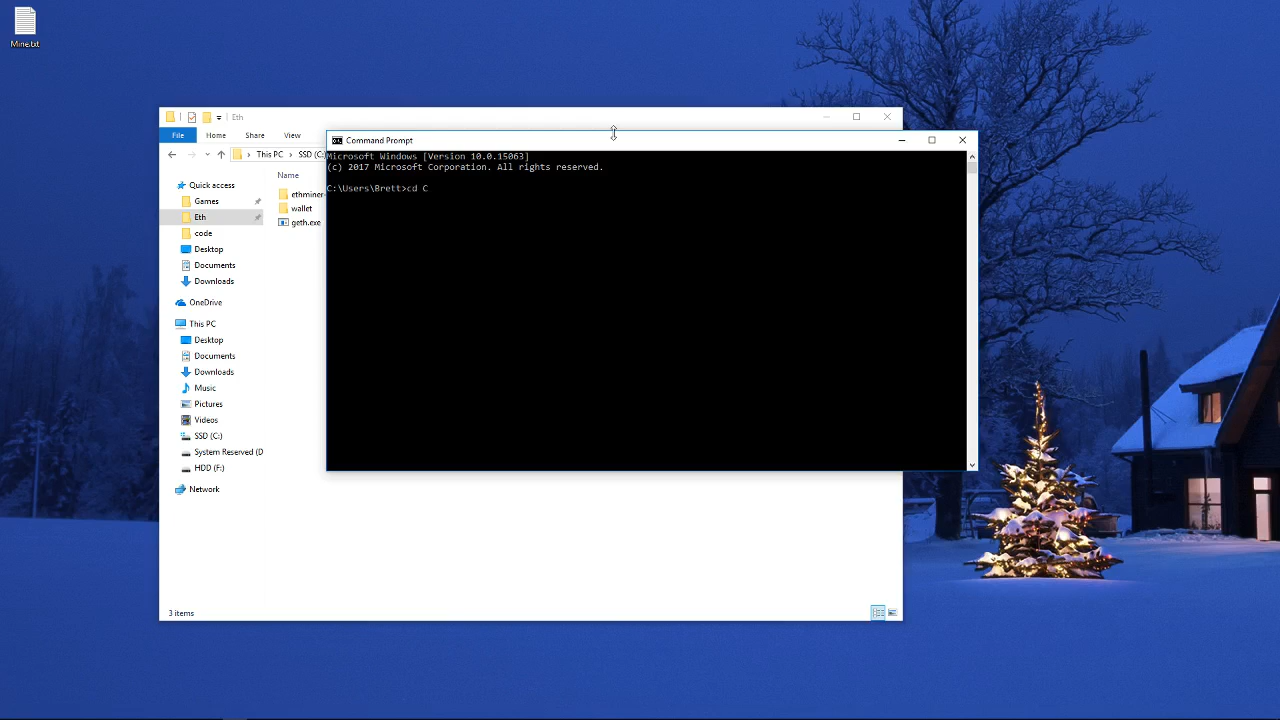 Mine.txt
Eth
File Home Share View
This PC SSD (C:
Name
Quick access
Games
Eth
code
Desktop
Documents
Downloads
OneDrive
This PC
Desktop
Documents
Downloads
Music
Pictures
Videos
SSD (C:)
System Reserved (D
HDD (F:)
Network
ethminer-
wallet
geth.exe
3 items
Command Prompt
Microsoft Windows [Version 10.0.15063]
(c) 2017 Microsoft Corporation. All rights reserved.
C:\Users\Brett>cd C